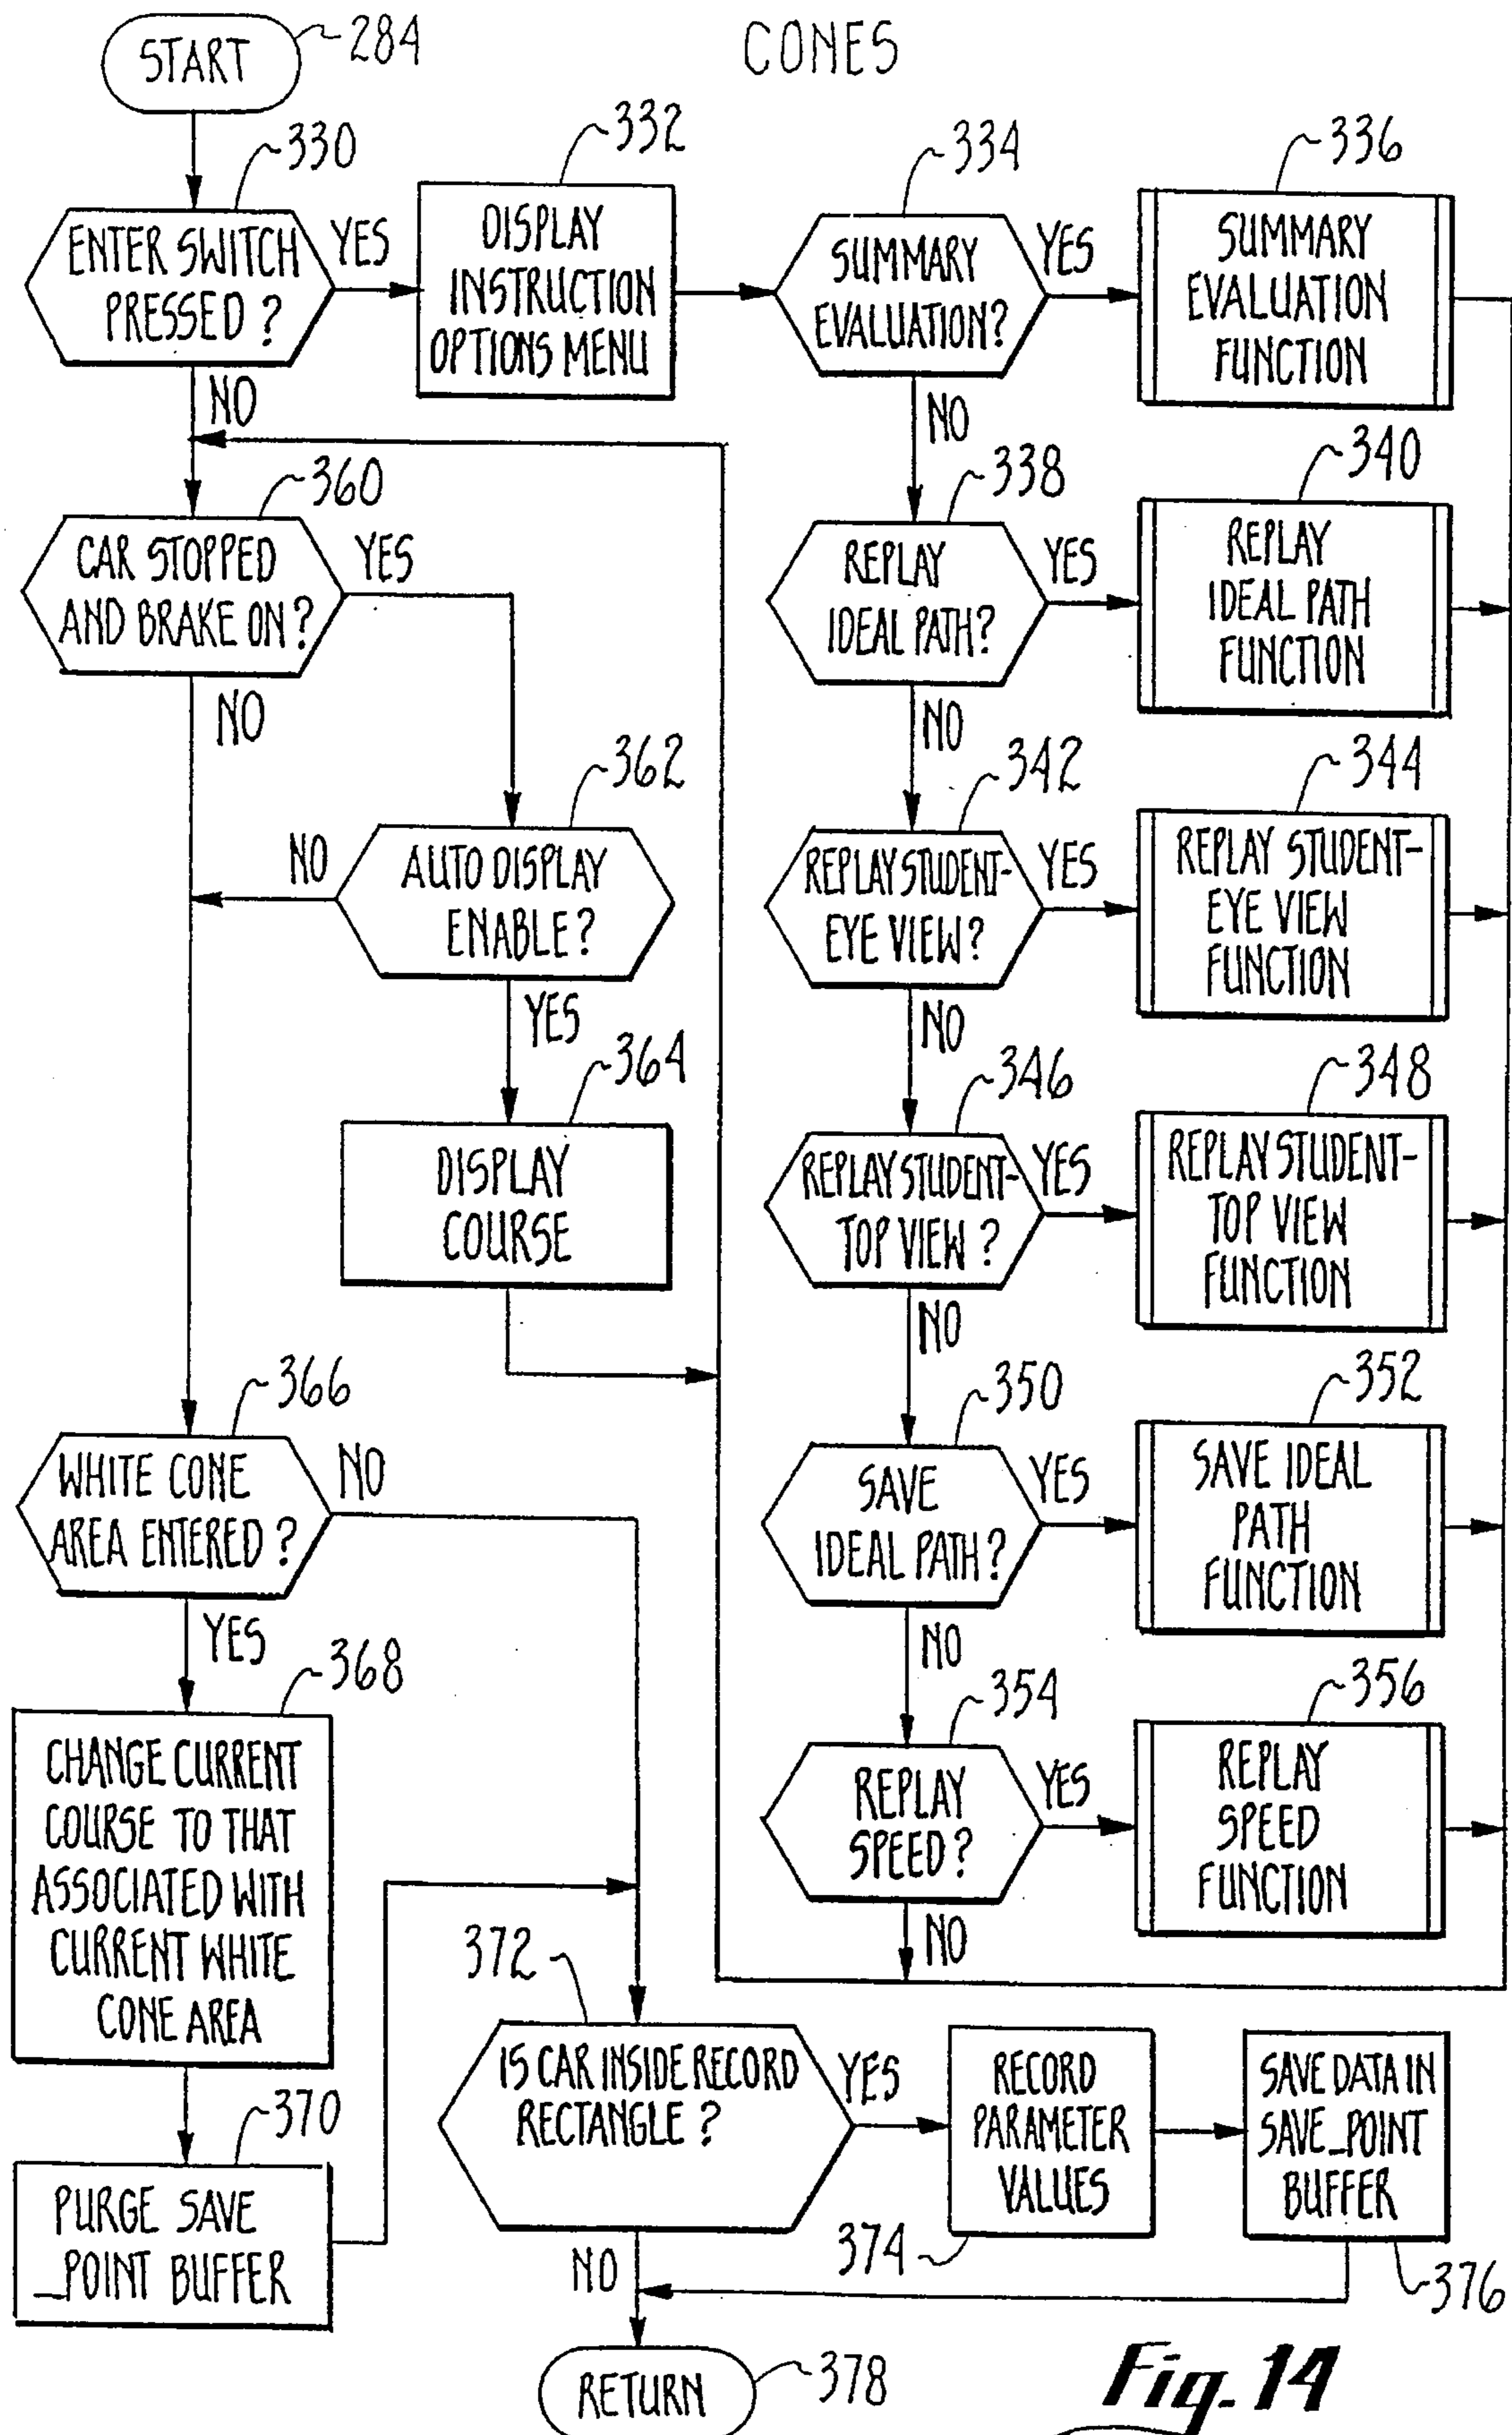 CONES
START
284
330
ENTER SWITCH
PRESSED ?
YES
NO
332
DISPLAY
INSTRUCTION
OPTIONS MENU
334
SUMMARY
EVALUATION?
YES
NO
336
SUMMARY
EVALUATION
FUNCTION
338
REPLAY
IDEAL PATH?
YES
NO
340
REPLAY
IDEAL PATH
FUNCTION
342
REPLAY STUDENT-
EYE VIEW?
YES
NO
344
REPLAY STUDENT-
EYE VIEW
FUNCTION
346
REPLAY STUDENT-
TOP VIEW ?
YES
NO
348
REPLAY STUDENT-
TOP VIEW
FUNCTION
350
SAVE
IDEAL PATH?
YES
NO
352
SAVE IDEAL
PATH
FUNCTION
354
REPLAY
SPEED ?
YES
NO
356
REPLAY
SPEED
FUNCTION
360
CAR STOPPED
AND BRAKE ON?
YES
NO
362
AUTO DISPLAY
ENABLE?
NO
YES
364
DISPLAY
COURSE
366
WHITE CONE
AREA ENTERED ?
NO
YES
368
CHANGE CURRENT
COURSE TO THAT
ASSOCIATED WITH
CURRENT WHITE
CONE AREA
370
PURGE SAVE
_POINT BUFFER
372
IS CAR INSIDE RECORD
RECTANGLE ?
YES
NO
RECORD
PARAMETER
VALUES
374
SAVE DATA IN
SAVE_POINT
BUFFER
376
RETURN
378
Fig. 14